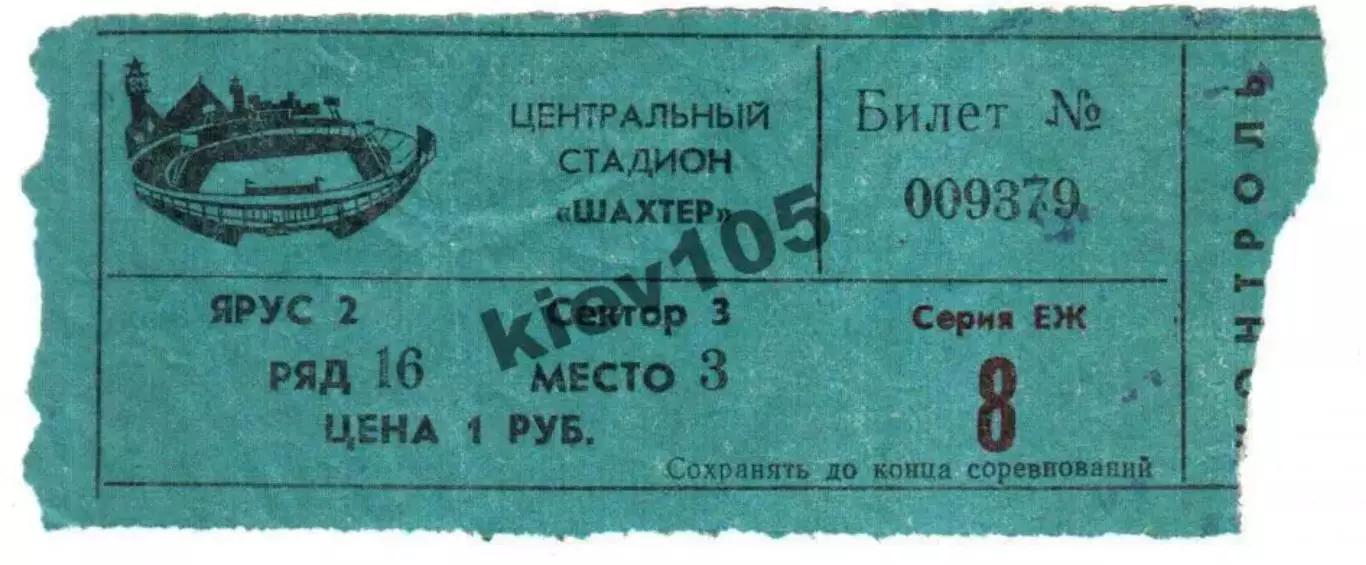 ЦЕНТРАЛЬНЫЙ
СТАДИОН
«ШАХТЕР»
Билет №
009379
ЯРУС 2
Сектор 3
Серия ЕЖ
РЯД 16
МЕСТО 3
8
ЦЕНА 1 РУБ.
Сохранять до конца соревнований
КОНТРОЛЬ
kiev105